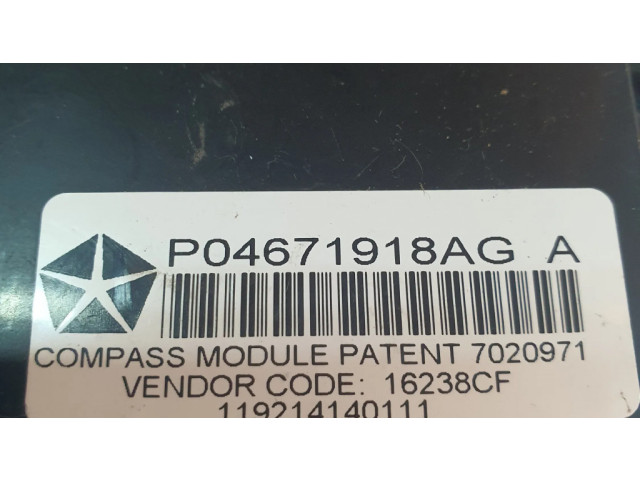 P04671918AG A
COMPASS MODULE PATENT 7020971
VENDOR CODE: 16238CF
119214140111